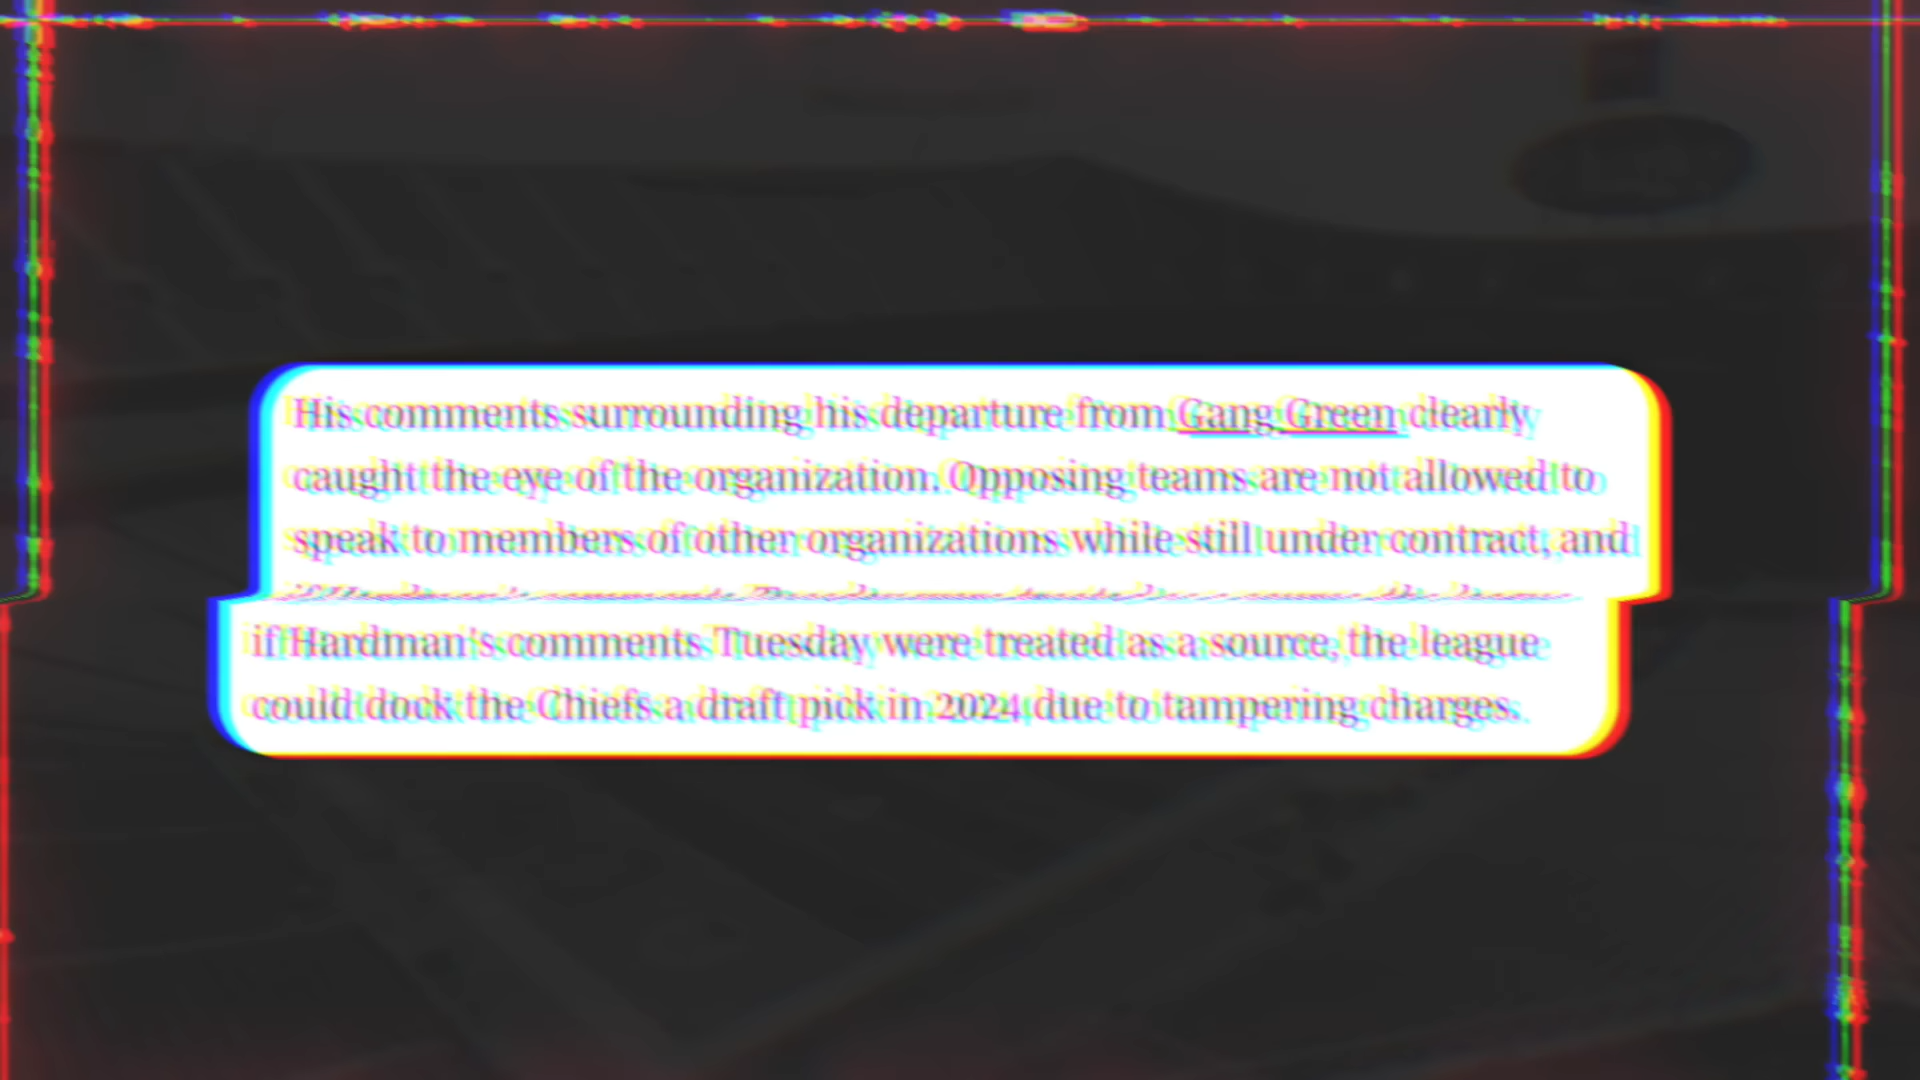 His comments surrounding his departure from Gang Green clearly
caught the eye of the organization. Opposing teams are not allowed to
speak to members of other organizations while still under contract, and
if Hardman's comments Tuesday were treated as a source, the league
could dock the Chiefs a draft pick in 2024 due to tampering charges.